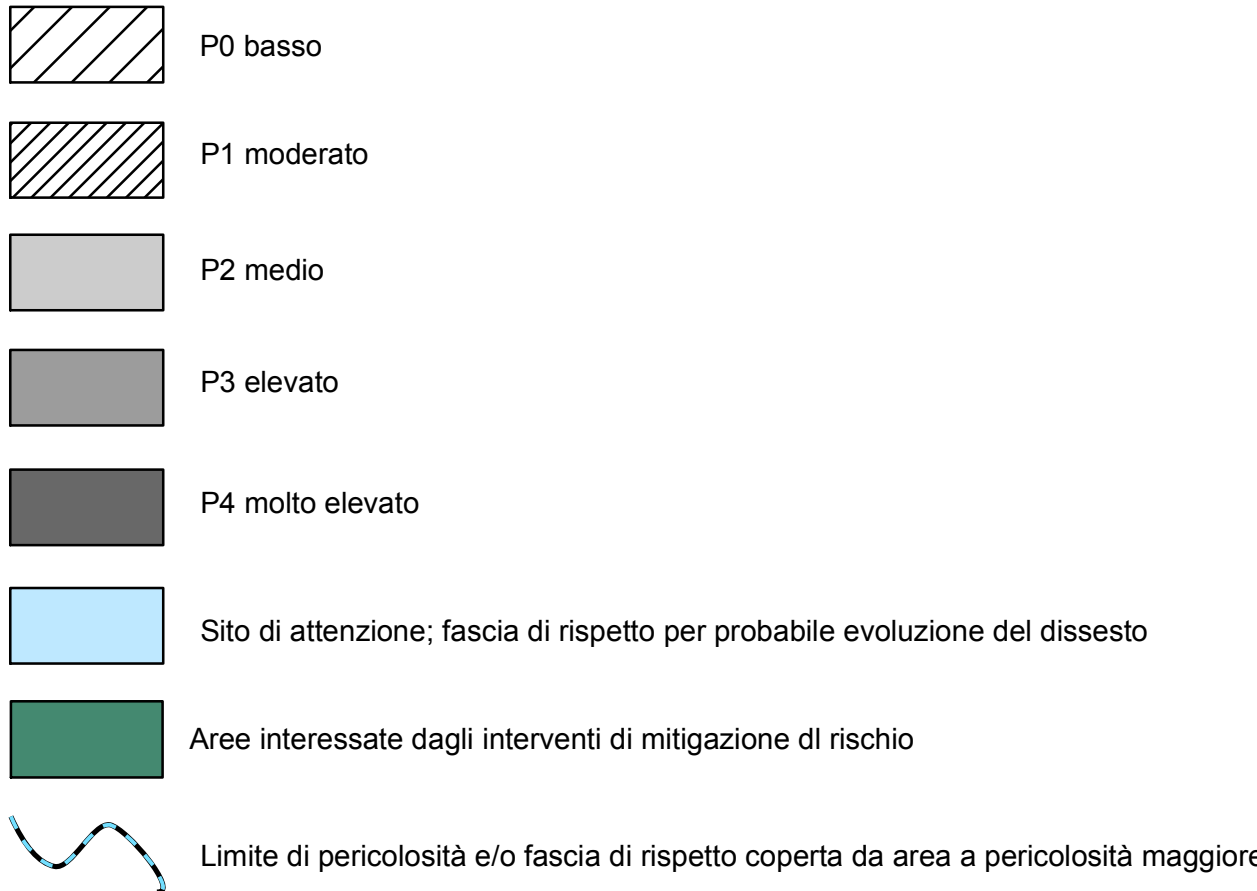 P0 basso
P1 moderato
P2 medio
P3 elevato
P4 molto elevato
Sito di attenzione; fascia di rispetto per probabile evoluzione del dissesto
Aree interessate dagli interventi di mitigazione dl rischio
Limite di pericolosità e/o fascia di rispetto coperta da area a pericolosità maggiore